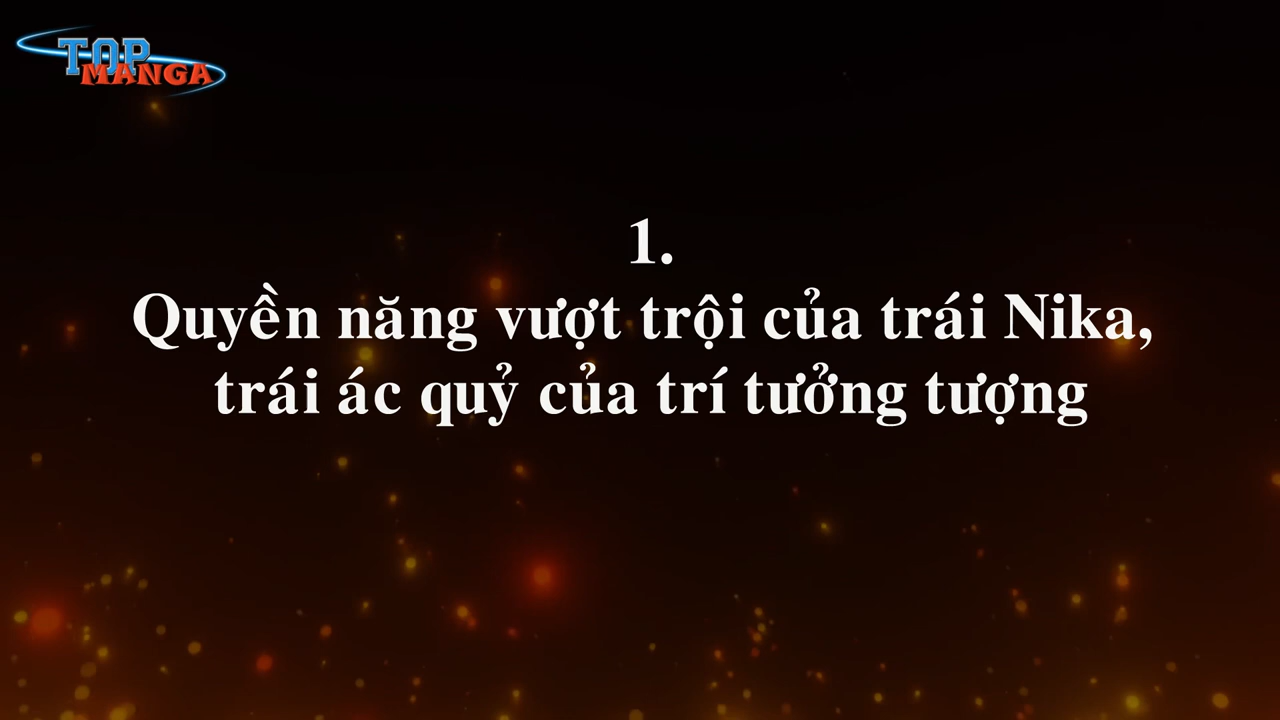 TOP
MANGA
1.
Quyền năng vượt trội của trái Nika,
trái ác quỷ của trí tưởng tượng